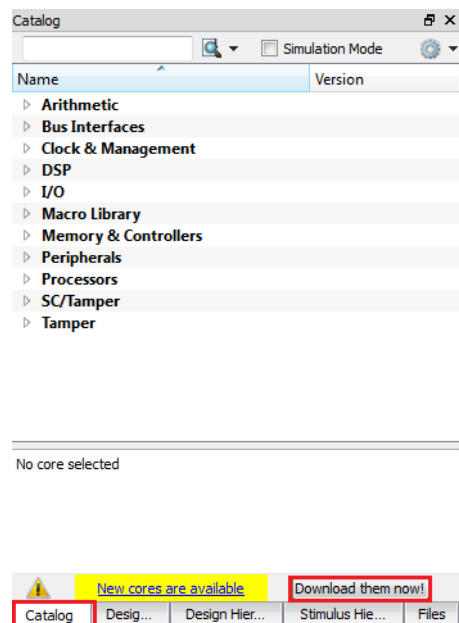 Catalog
Simulation Mode
Name Version
Arithmetic
Bus Interfaces
Clock & Management
DSP
I/O
Macro Library
Memory & Controllers
Peripherals
Processors
SC/Tamper
Tamper
No core selected
New cores are available Download them now!
Catalog Desig... Design Hier... Stimulus Hie... Files